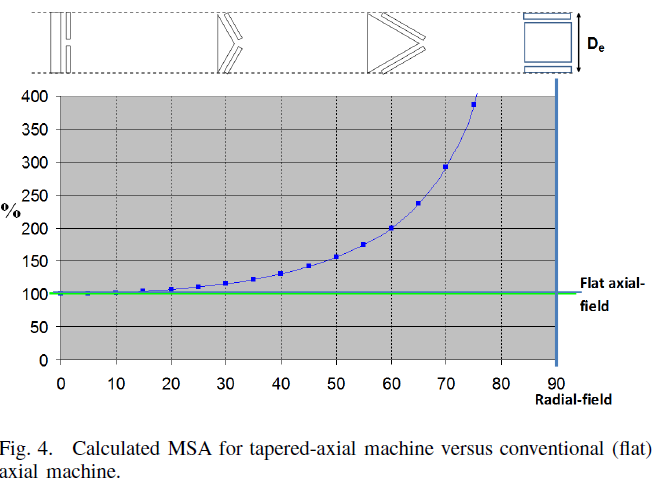 Dₑ
400
350
300
250
200
150
100
50
0
%
Flat axial-
field
0 10 20 30 40 50 60 70 80 90
Radial-field
Fig. 4. Calculated MSA for tapered-axial machine versus conventional (flat)
axial machine.